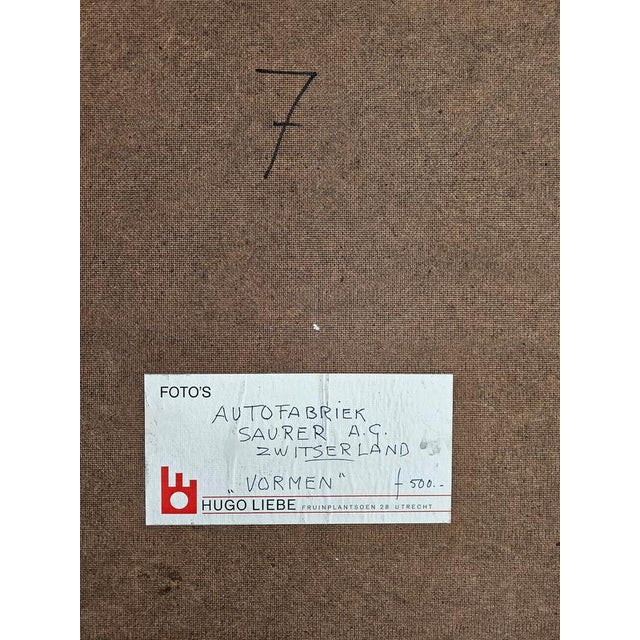 7
FOTO'S
AUTOFABRIEK
SAURER A.G.
ZWITSERLAND
„VORMEN" ƒ 500.-
HUGO LIEBE FRUINPLANTSOEN 28 UTRECHT